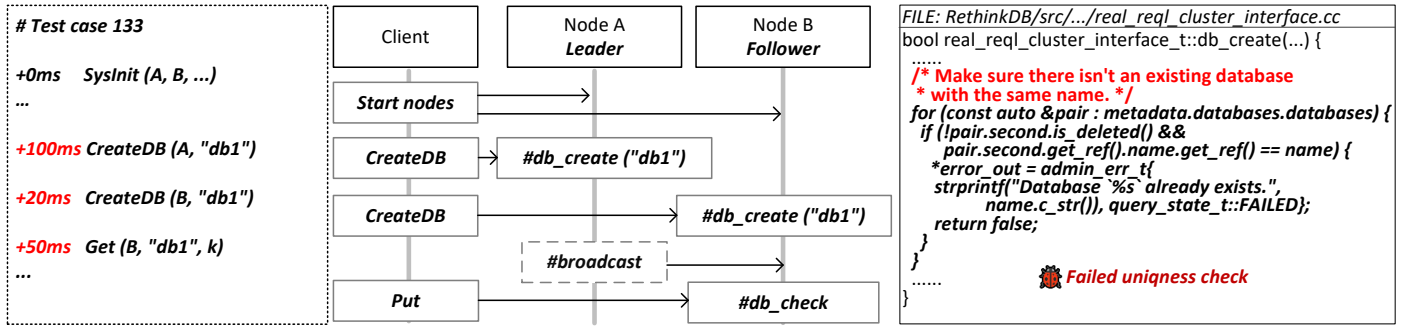 # Test case 133
+0ms SysInit (A, B, ...)
...
+100ms CreateDB (A, "db1")
+20ms CreateDB (B, "db1")
+50ms Get (B, "db1", k)
...
Client
Node A
Leader
Node B
Follower
Start nodes
CreateDB
#db_create ("db1")
CreateDB
#db_create ("db1")
#broadcast
Put
#db_check
FILE: RethinkDB/src/.../real_reql_cluster_interface.cc
bool real_reql_cluster_interface_t::db_create(...) {
......
/* Make sure there isn't an existing database
* with the same name. */
for (const auto &pair : metadata.databases.databases) {
if (!pair.second.is_deleted() &&
pair.second.get_ref().name.get_ref() == name) {
*error_out = admin_err_t{
strprintf("Database `%s` already exists.",
name.c_str()), query_state_t::FAILED};
return false;
}
}
......
Failed uniqness check
}